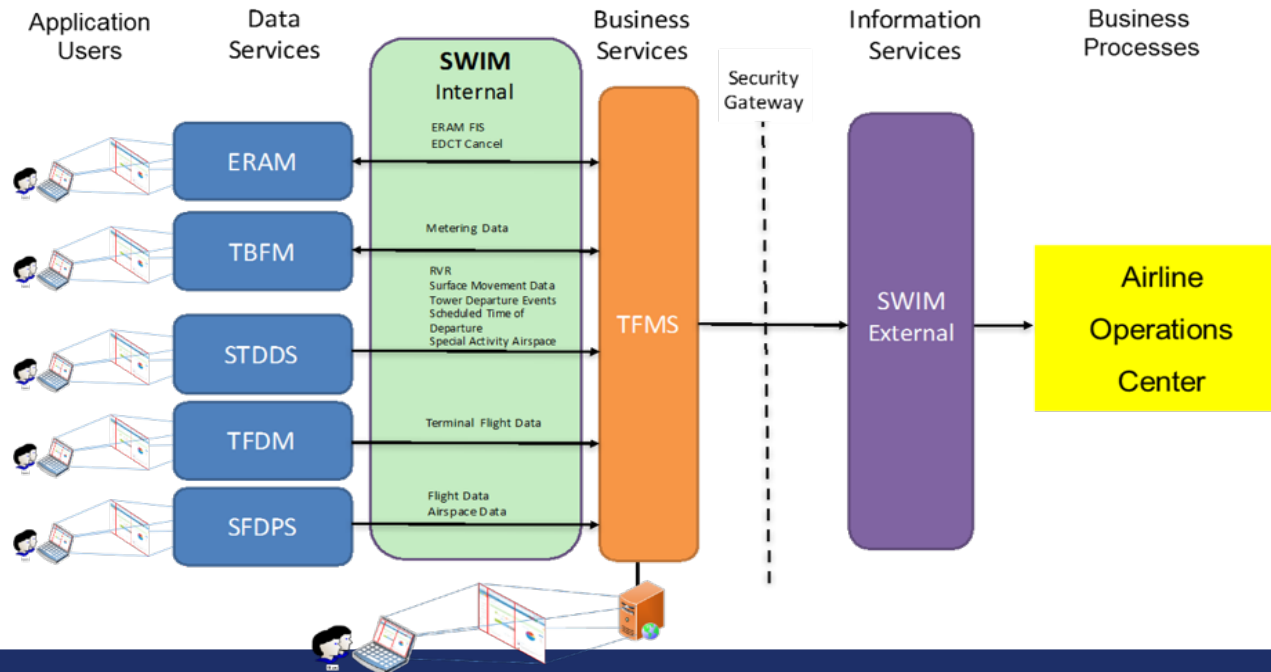 Application
Users
Data
Services
Business
Services
Information
Services
Business
Processes
SWIM
Internal
Security
Gateway
ERAM
ERAM FIS
EDCT Cancel
TBFM
Metering Data
RVR
Surface Movement Data
Tower Departure Events
Scheduled Time of
Departure
Special Activity Airspace
STDDS
TFDM
Terminal Flight Data
SFDPS
Flight Data
Airspace Data
TFMS
SWIM
External
Airline
Operations
Center